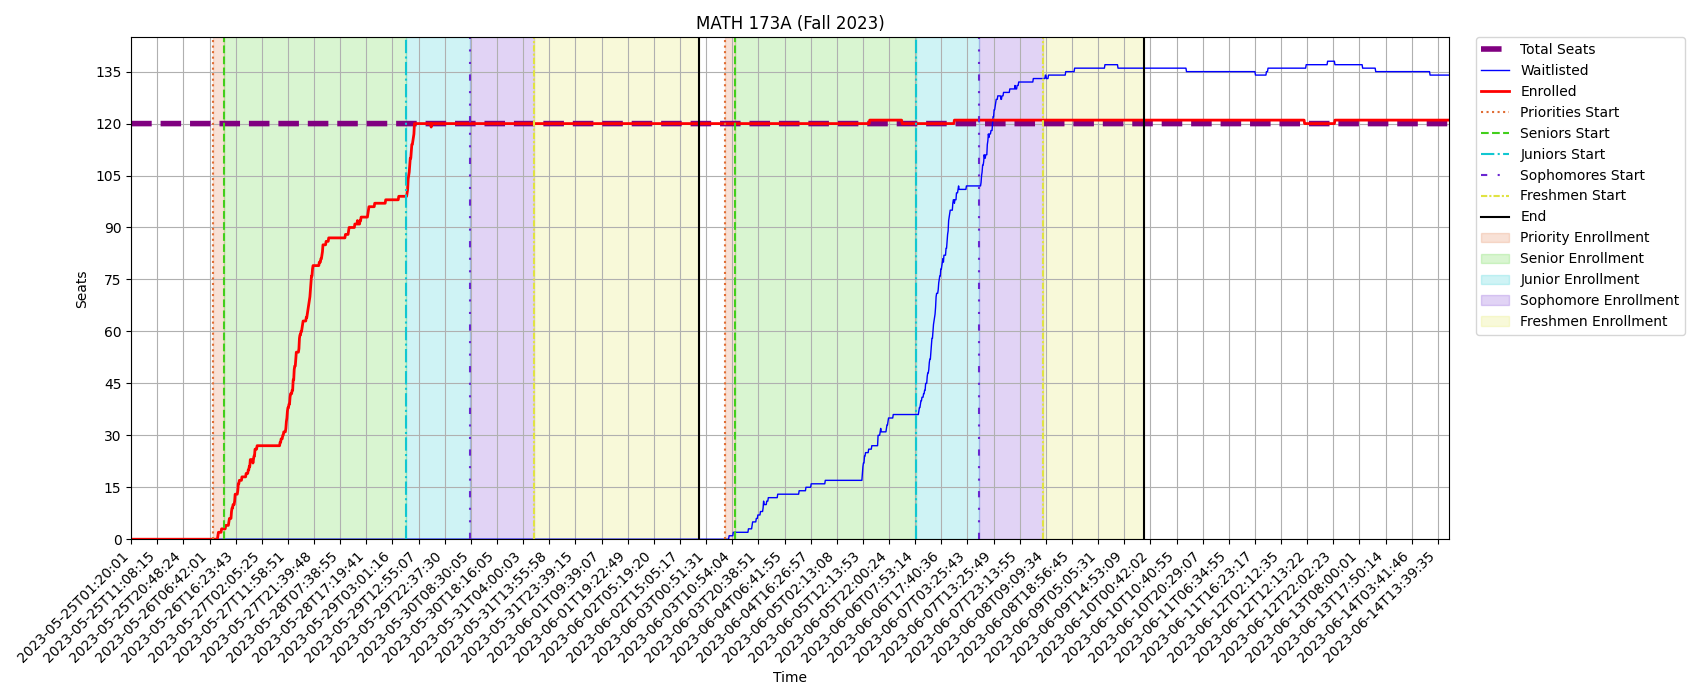 MATH 173A (Fall 2023)
Seats
135
120
105
90
75
60
45
30
15
0
2023-05-25T01:20:01
2023-05-25T11:08:15
2023-05-25T20:48:24
2023-05-26T06:42:01
2023-05-26T16:23:43
2023-05-27T02:05:23
2023-05-27T11:58:51
2023-05-27T21:39:48
2023-05-28T07:38:55
2023-05-28T17:19:41
2023-05-29T03:01:16
2023-05-29T12:55:07
2023-05-29T22:37:30
2023-05-30T08:30:05
2023-05-30T18:16:05
2023-05-31T04:00:03
2023-05-31T13:55:58
2023-05-31T23:39:15
2023-06-01T09:39:07
2023-06-01T19:22:49
2023-06-02T05:19:20
2023-06-02T15:05:17
2023-06-03T00:51:31
2023-06-03T10:54:04
2023-06-03T20:38:51
2023-06-04T06:41:55
2023-06-04T16:26:57
2023-06-05T02:13:08
2023-06-05T12:13:53
2023-06-05T22:00:24
2023-06-06T07:53:14
2023-06-06T17:40:36
2023-06-07T03:25:43
2023-06-07T13:25:49
2023-06-07T23:13:55
2023-06-08T09:09:34
2023-06-08T18:56:45
2023-06-09T05:05:31
2023-06-09T14:53:09
2023-06-10T00:42:02
2023-06-10T10:40:55
2023-06-10T20:29:07
2023-06-11T06:34:55
2023-06-11T16:23:17
2023-06-12T02:12:35
2023-06-12T12:13:22
2023-06-12T22:02:23
2023-06-13T08:00:01
2023-06-13T17:50:14
2023-06-14T03:41:46
2023-06-14T13:39:35
Time
Total Seats
Waitlisted
Enrolled
Priorities Start
Seniors Start
Juniors Start
Sophomores Start
Freshmen Start
End
Priority Enrollment
Senior Enrollment
Junior Enrollment
Sophomore Enrollment
Freshmen Enrollment